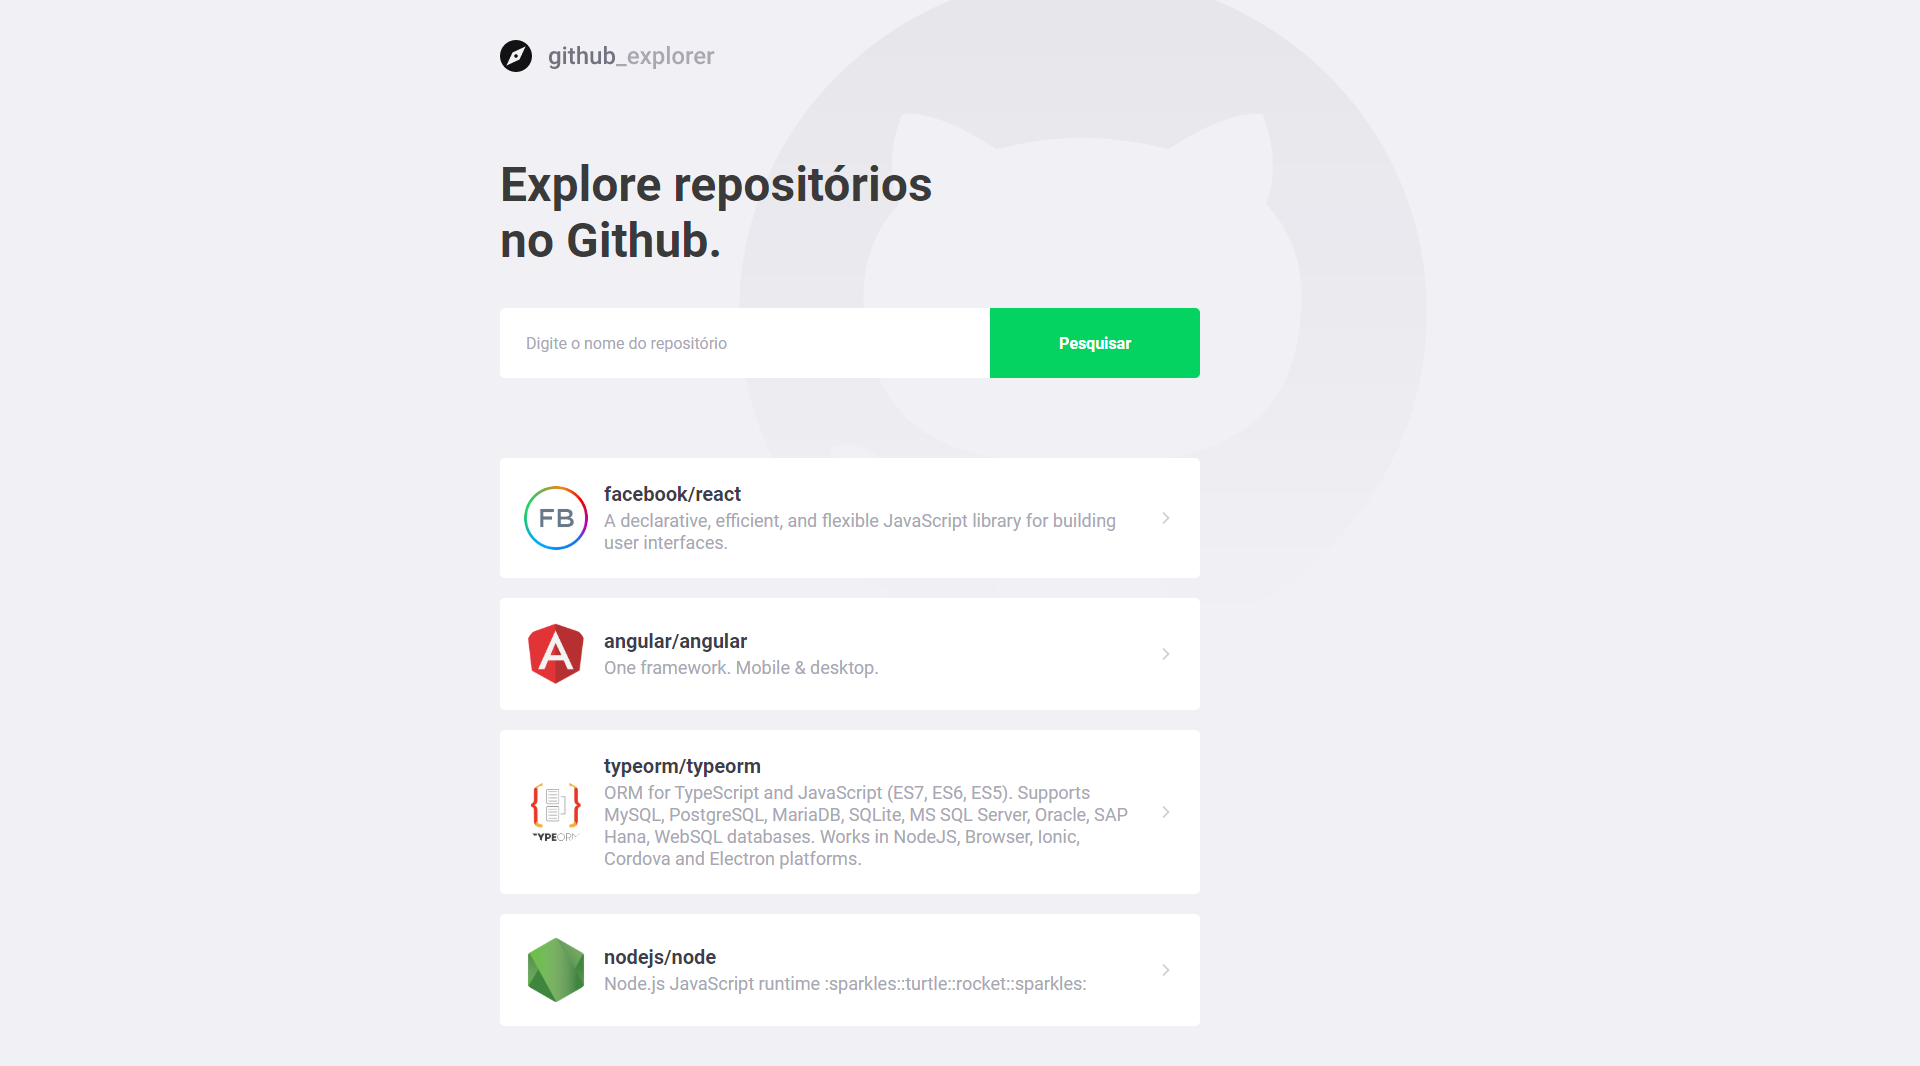 github_explorer
Explore repositórios
no Github.
Digite o nome do repositório
Pesquisar
FB
facebook/react
A declarative, efficient, and flexible JavaScript library for building
user interfaces.
angular/angular
One framework. Mobile & desktop.
typeorm/typeorm
ORM for TypeScript and JavaScript (ES7, ES6, ES5). Supports
MySQL, PostgreSQL, MariaDB, SQLite, MS SQL Server, Oracle, SAP
Hana, WebSQL databases. Works in NodeJS, Browser, Ionic,
Cordova and Electron platforms.
TYPEORM
nodejs/node
Node.js JavaScript runtime :sparkles::turtle::rocket::sparkles: